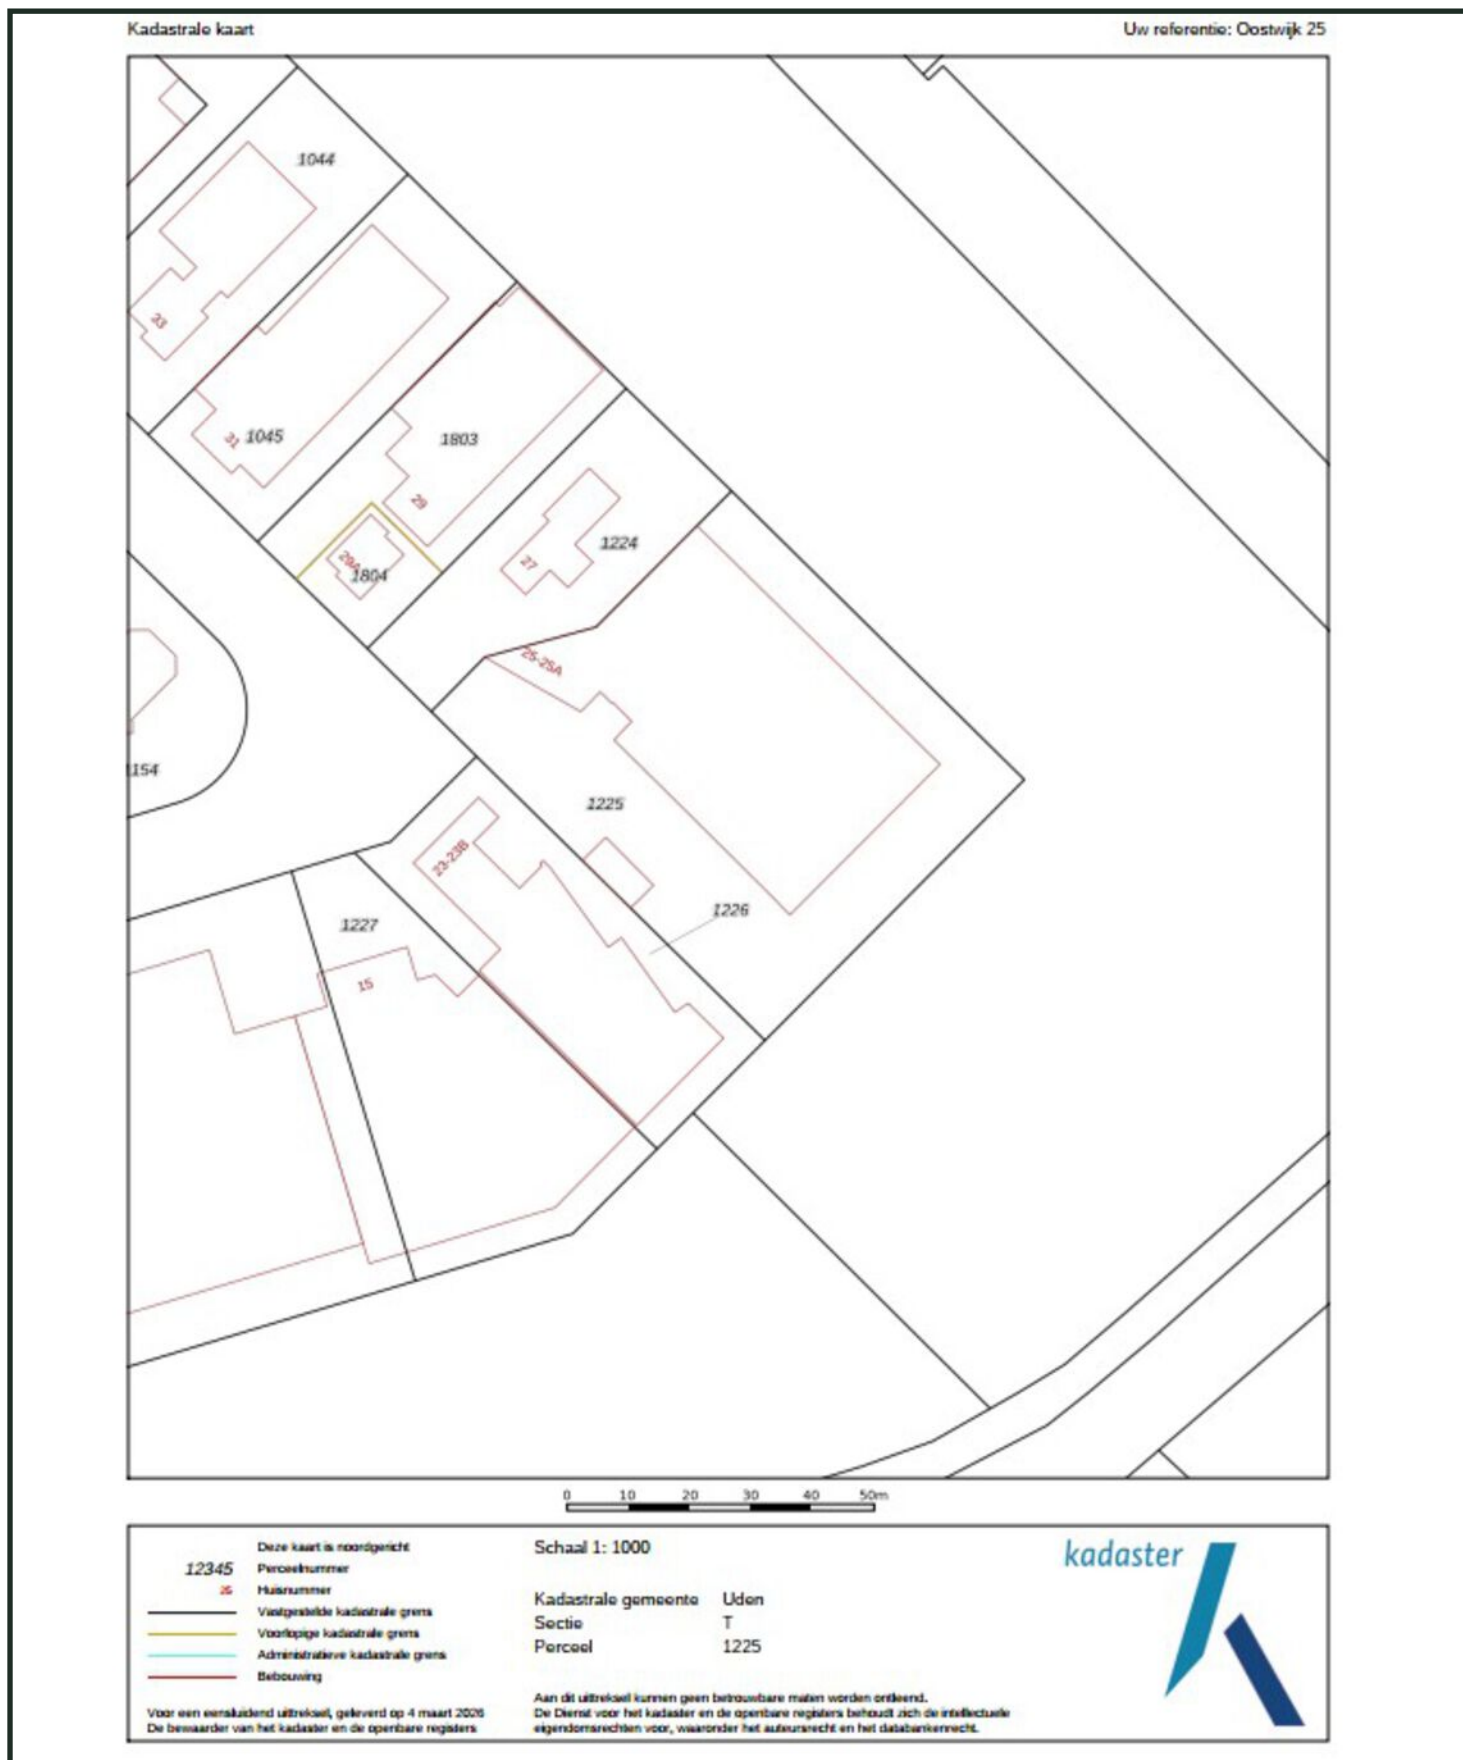 Kadastrale kaart
Uw referentie: Oostwijk 25
1044
33
31
1045
1803
29
1224
27
29A
1804
25-25A
1154
1225
23-23B
1226
1227
15
0 10 20 30 40 50m
Deze kaart is noordgericht
12345 Perceelnummer
25 Huisnummer
Vastgestelde kadastrale grens
Voorlopige kadastrale grens
Administratieve kadastrale grens
Bebouwing
Voor een eensluidend uittreksel, geleverd op 4 maart 2026
De bewaarder van het kadaster en de openbare registers
Schaal 1: 1000
Kadastrale gemeente Uden
Sectie T
Perceel 1225
Aan dit uittreksel kunnen geen betrouwbare maten worden ontleend.
De Dienst voor het kadaster en de openbare registers behoudt zich de intellectuele
eigendomsrechten voor, waaronder het auteursrecht en het databankenrecht.
kadaster